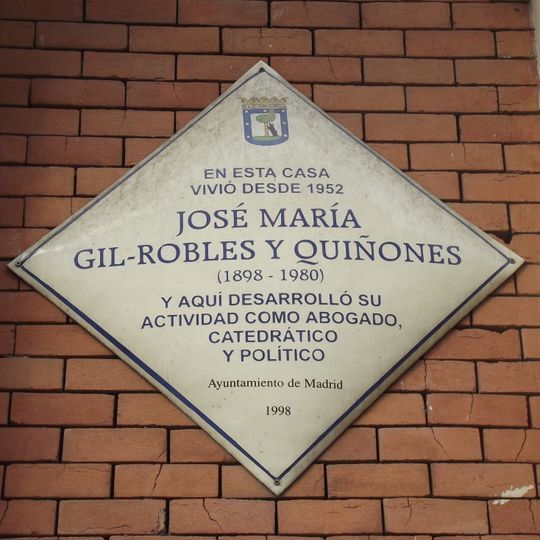 EN ESTA CASA
VIVIÓ DESDE 1952
JOSÉ MARÍA
GIL-ROBLES Y QUIÑONES
(1898 - 1980)
Y AQUÍ DESARROLLÓ SU
ACTIVIDAD COMO ABOGADO,
CATEDRÁTICO
Y POLÍTICO
Ayuntamiento de Madrid
1998